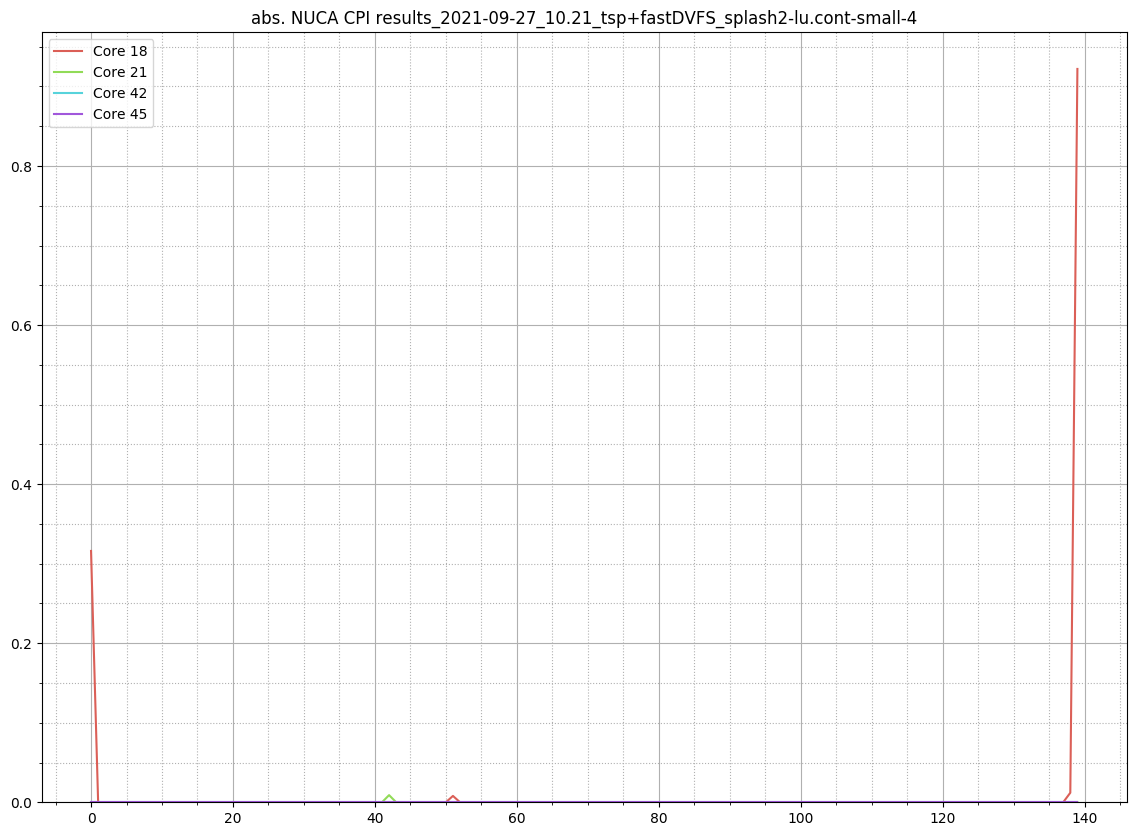 abs. NUCA CPI results_2021-09-27_10.21_tsp+fastDVFS_splash2-lu.cont-small-4
Core 18
Core 21
Core 42
Core 45
0.8
0.6
0.4
0.2
0.0
0 20 40 60 80 100 120 140